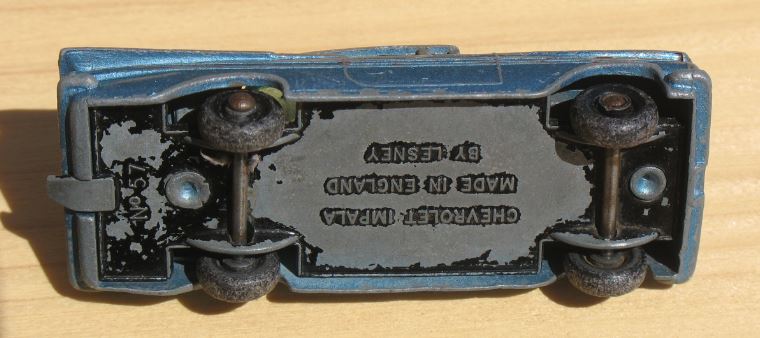 No 57
CHEVROLET IMPALA
MADE IN ENGLAND
BY LESNEY